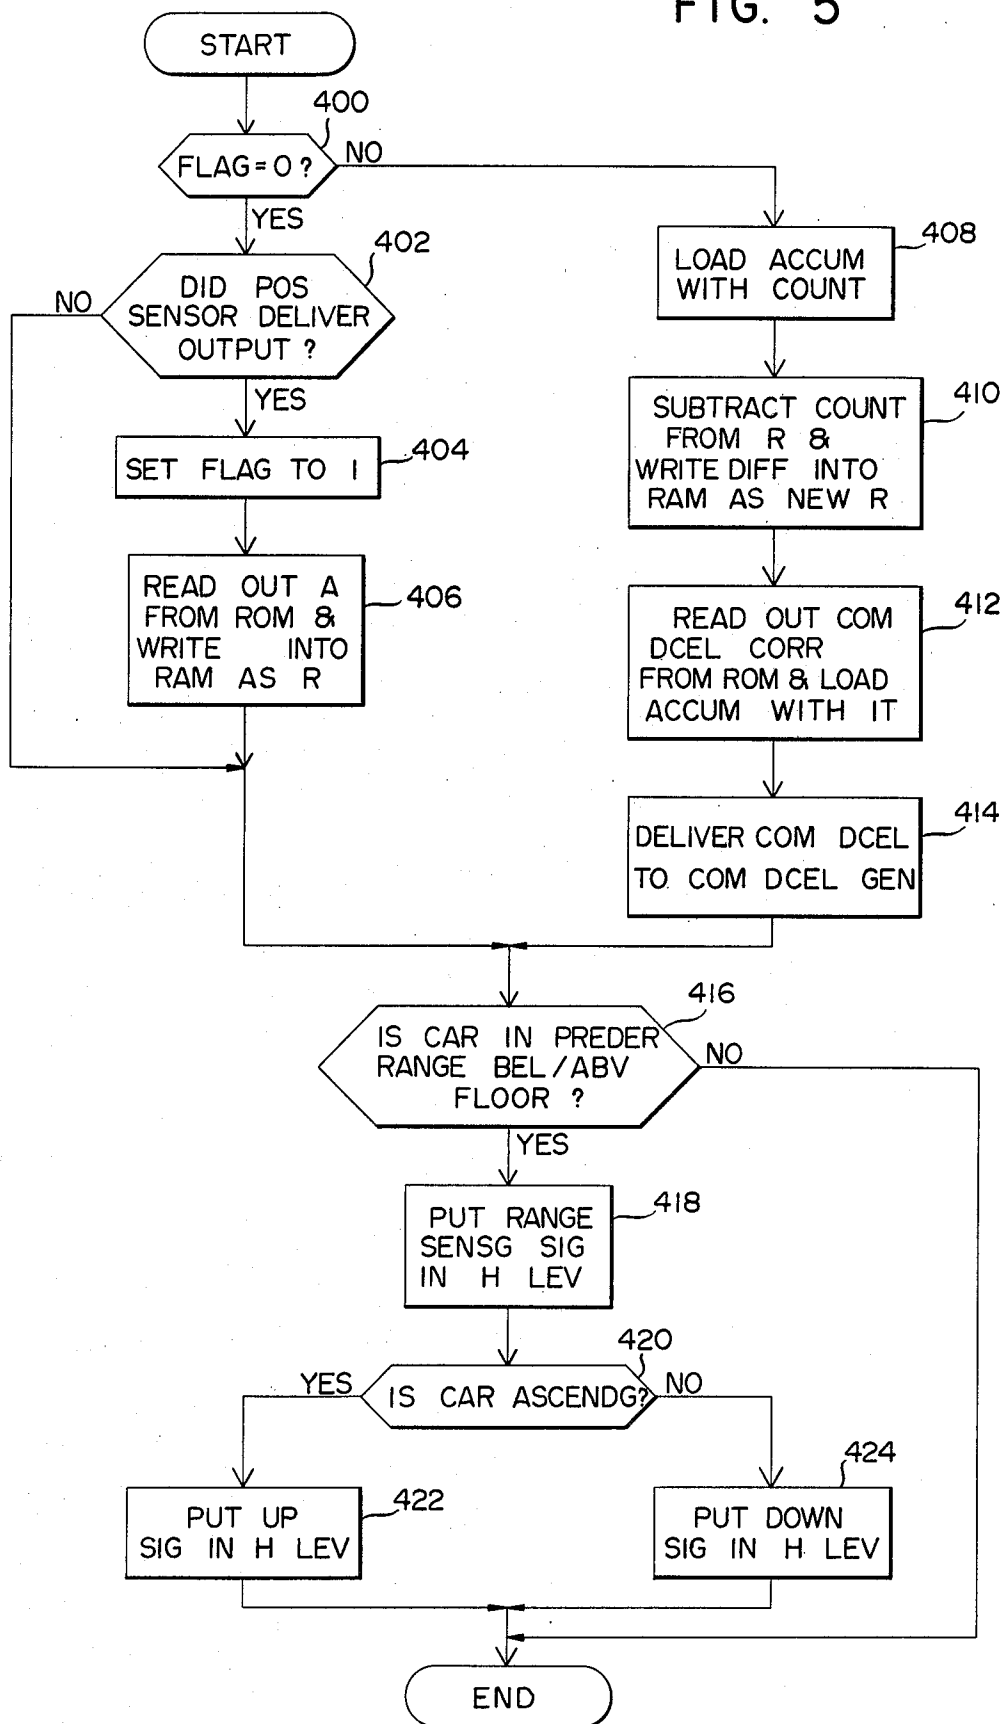 FIG. 5
START
400
FLAG=0?
NO
YES
402
DID POS
SENSOR DELIVER
OUTPUT ?
NO
YES
SET FLAG TO 1
404
READ OUT A
FROM ROM &
WRITE INTO
RAM AS R
406
LOAD ACCUM
WITH COUNT
408
SUBTRACT COUNT
FROM R &
WRITE DIFF INTO
RAM AS NEW R
410
READ OUT COM
DCEL CORR
FROM ROM & LOAD
ACCUM WITH IT
412
DELIVER COM DCEL
TO COM DCEL GEN
414
416
IS CAR IN PREDER
RANGE BEL/ABV
FLOOR ?
NO
YES
PUT RANGE
SENSG SIG
IN H LEV
418
420
IS CAR ASCENDG?
YES
NO
PUT UP
SIG IN H LEV
422
PUT DOWN
SIG IN H LEV
424
END